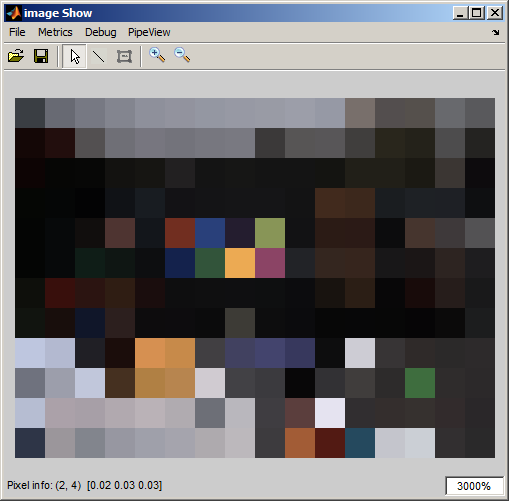 image Show
File Metrics Debug PipeView
Pixel info: (2, 4) [0.02 0.03 0.03]
3000%